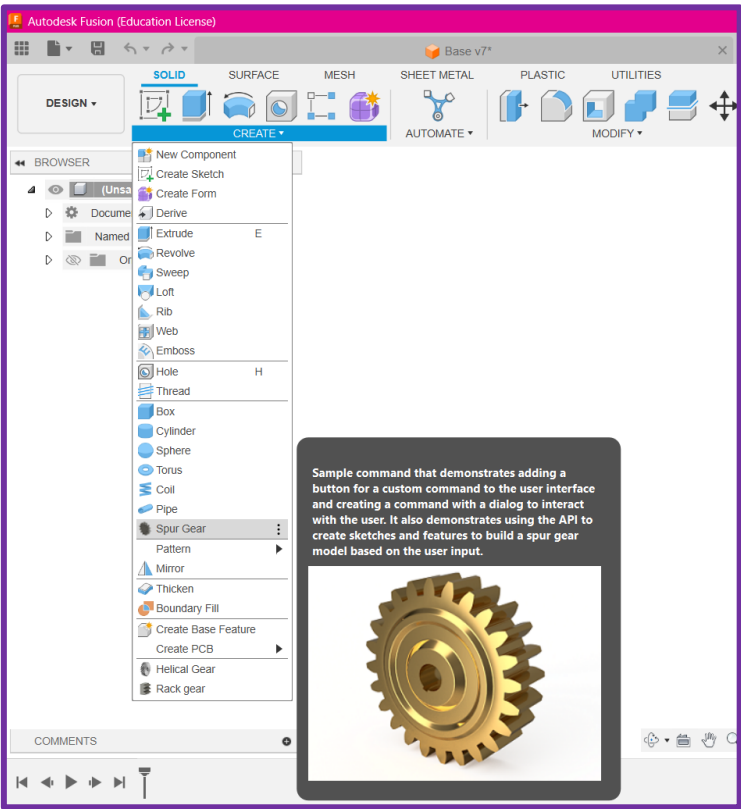 Autodesk Fusion (Education License)
Base v7*
DESIGN
SOLID SURFACE MESH SHEET METAL PLASTIC UTILITIES
CREATE AUTOMATE MODIFY
BROWSER
(Unsa
Docume
Named
Or
New Component
Create Sketch
Create Form
Derive
Extrude E
Revolve
Sweep
Loft
Rib
Web
Emboss
Hole H
Thread
Box
Cylinder
Sphere
Torus
Coil
Pipe
Spur Gear
Pattern
Mirror
Thicken
Boundary Fill
Create Base Feature
Create PCB
Helical Gear
Rack gear
Sample command that demonstrates adding a
button for a custom command to the user interface
and creating a command with a dialog to interact
with the user. It also demonstrates using the API to
create sketches and features to build a spur gear
model based on the user input.
COMMENTS